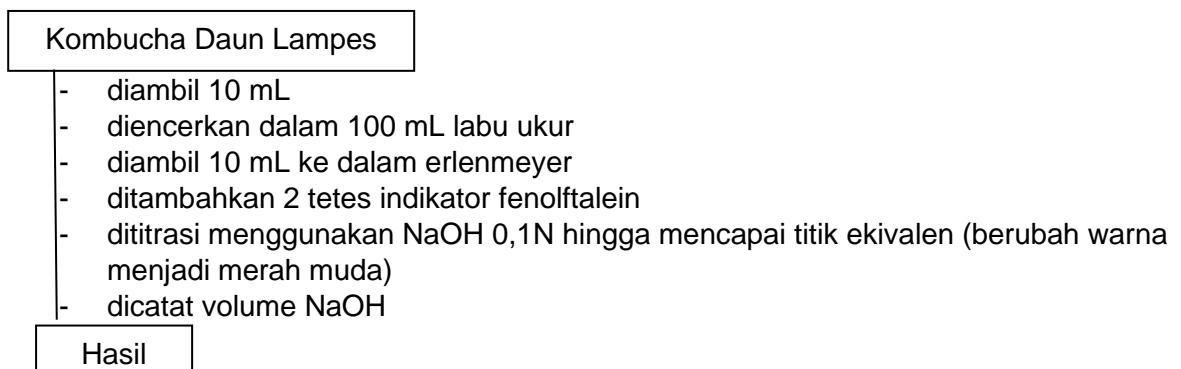 Kombucha Daun Lampes
- diambil 10 mL
- diencerkan dalam 100 mL labu ukur
- diambil 10 mL ke dalam erlenmeyer
- ditambahkan 2 tetes indikator fenolftalein
- dititrasi menggunakan NaOH 0,1N hingga mencapai titik ekivalen (berubah warna
menjadi merah muda)
- dicatat volume NaOH
Hasil